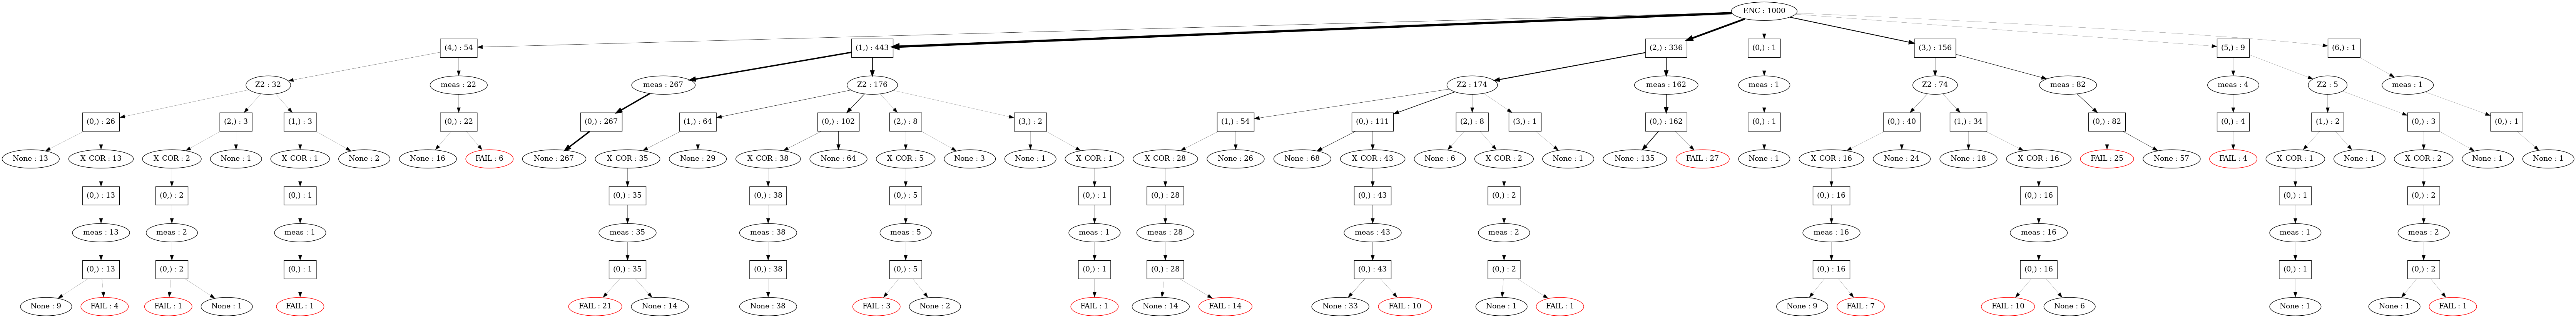 ENC : 1000
(4,) : 54
(1,) : 443
(2,) : 336
(0,) : 1
(3,) : 156
(5,) : 9
(6,) : 1
Z2 : 32
meas : 22
meas : 267
Z2 : 176
Z2 : 174
meas : 162
meas : 1
Z2 : 74
meas : 82
meas : 4
Z2 : 5
meas : 1
(0,) : 26
(2,) : 3
(1,) : 3
(0,) : 22
(0,) : 267
(1,) : 64
(0,) : 102
(2,) : 8
(3,) : 2
(1,) : 54
(0,) : 111
(2,) : 8
(3,) : 1
(0,) : 162
(0,) : 1
(0,) : 40
(1,) : 34
(0,) : 82
(0,) : 4
(1,) : 2
(0,) : 3
(0,) : 1
None : 13
X_COR : 13
X_COR : 2
None : 1
X_COR : 1
None : 2
None : 16
FAIL : 6
None : 267
X_COR : 35
None : 29
X_COR : 38
None : 64
X_COR : 5
None : 3
None : 1
X_COR : 1
X_COR : 28
None : 26
None : 68
X_COR : 43
None : 6
X_COR : 2
None : 1
None : 135
FAIL : 27
None : 1
X_COR : 16
None : 24
None : 18
X_COR : 16
FAIL : 25
None : 57
FAIL : 4
X_COR : 1
None : 1
X_COR : 2
None : 1
None : 1
(0,) : 13
(0,) : 2
(0,) : 1
(0,) : 35
(0,) : 38
(0,) : 5
(0,) : 1
(0,) : 28
(0,) : 43
(0,) : 2
(0,) : 16
(0,) : 16
(0,) : 1
(0,) : 2
meas : 13
meas : 2
meas : 1
meas : 35
meas : 38
meas : 5
meas : 1
meas : 28
meas : 43
meas : 2
meas : 16
meas : 16
meas : 1
meas : 2
(0,) : 13
(0,) : 2
(0,) : 1
(0,) : 35
(0,) : 38
(0,) : 5
(0,) : 1
(0,) : 28
(0,) : 43
(0,) : 2
(0,) : 16
(0,) : 16
(0,) : 1
(0,) : 2
None : 9
FAIL : 4
FAIL : 1
None : 1
FAIL : 1
FAIL : 21
None : 14
None : 38
FAIL : 3
None : 2
FAIL : 1
None : 14
FAIL : 14
None : 33
FAIL : 10
None : 1
FAIL : 1
None : 9
FAIL : 7
FAIL : 10
None : 6
None : 1
None : 1
FAIL : 1